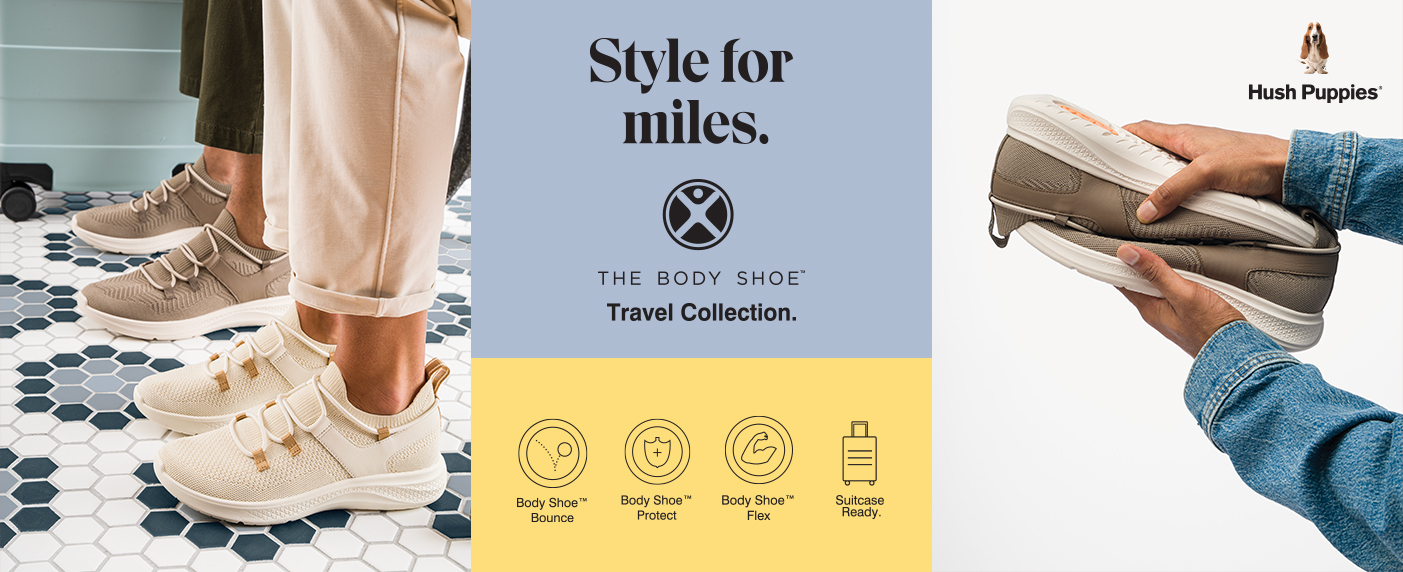 Style for
miles.
THE BODY SHOE™
Travel Collection.
Body Shoe™
Bounce
Body Shoe™
Protect
Body Shoe™
Flex
Suitcase
Ready.
Hush Puppies®